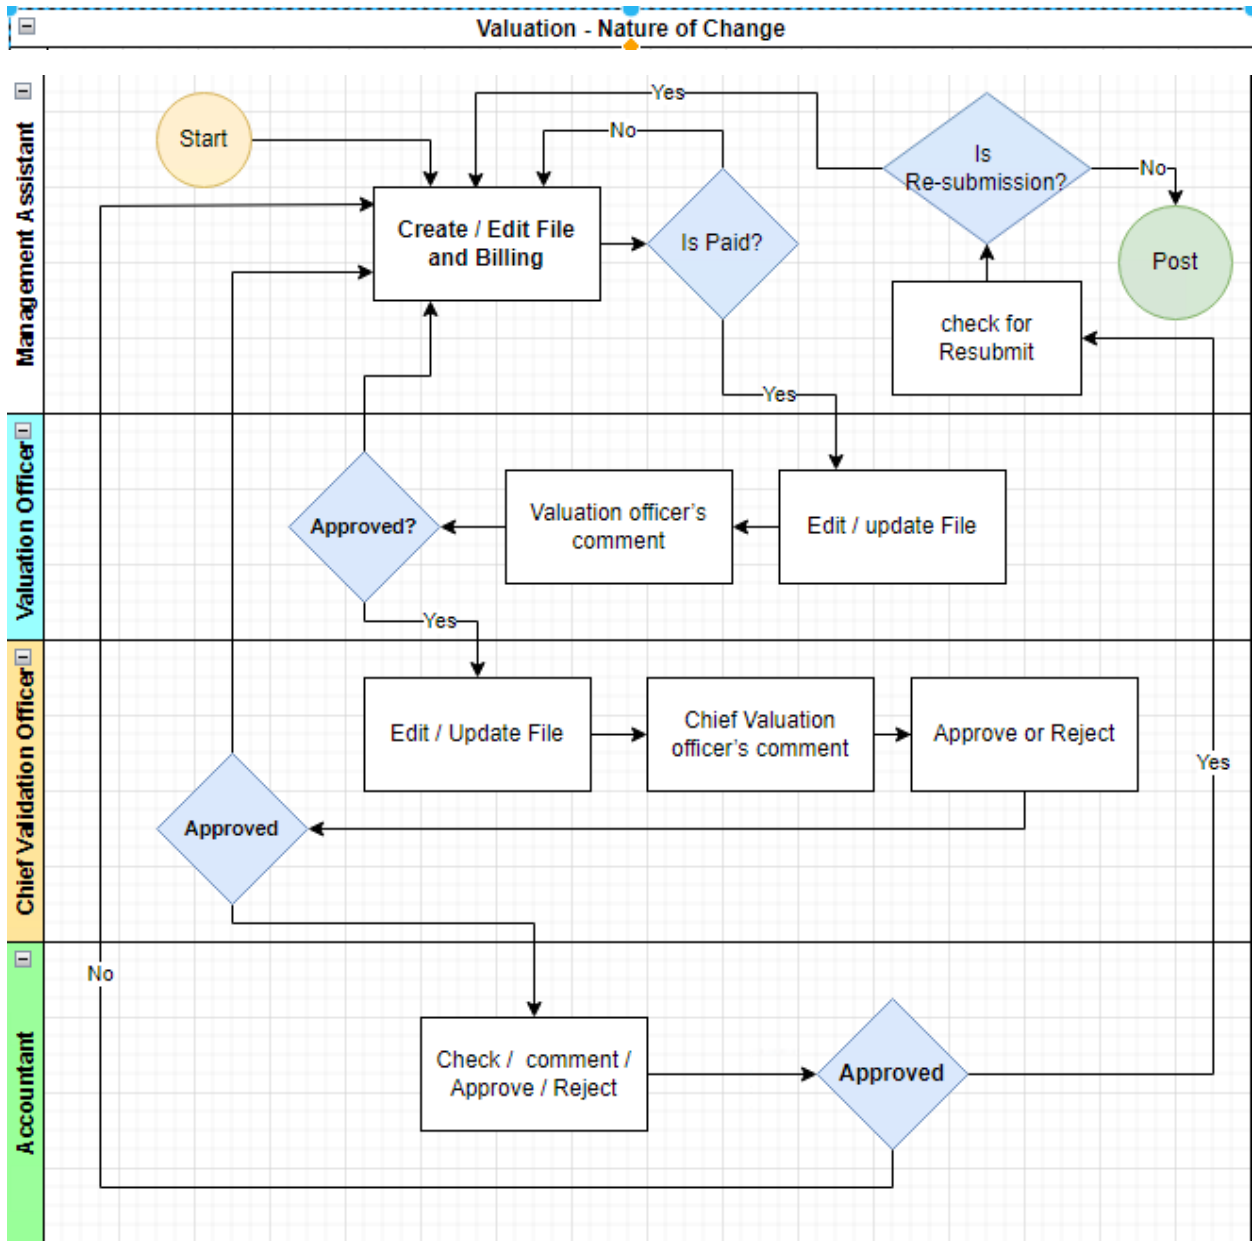 Valuation - Nature of Change
Management Assistant
Start
Yes
No
Is
Re-submission?
No
Create / Edit File
and Billing
Is Paid?
Post
check for
Resubmit
Yes
Valuation Officer
Approved?
Valuation officer's
comment
Edit / update File
Yes
Chief Validation Officer
Edit / Update File
Chief Valuation
officer's comment
Approve or Reject
Yes
Approved
Accountant
No
Check / comment /
Approve / Reject
Approved